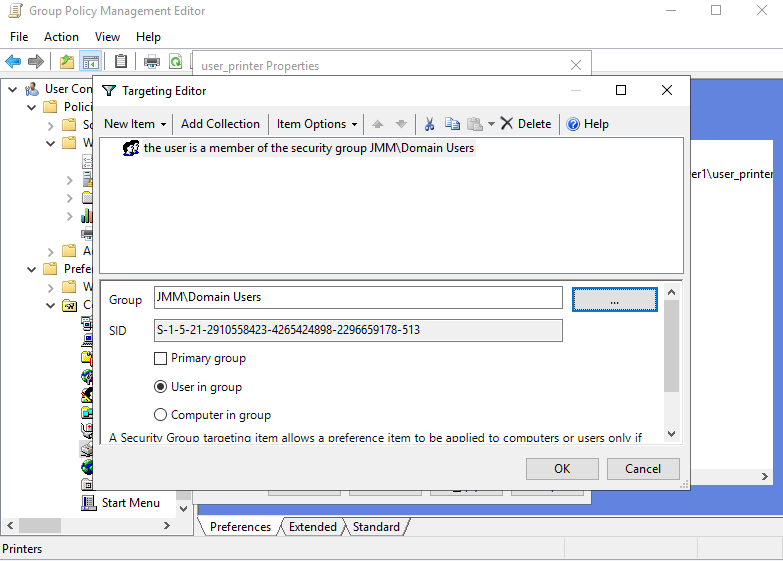 Group Policy Management Editor
File Action View Help
user_printer Properties
User Con
Polici
Targeting Editor
New Item Add Collection Item Options Delete Help
the user is a member of the security group JMM\Domain Users
er1\user_printer
Prefe
Group JMM\Domain Users ...
SID S-1-5-21-2910558423-4265424898-2296659178-513
Primary group
User in group
Computer in group
A Security Group targeting item allows a preference item to be applied to computers or users only if
OK Cancel
Start Menu
Preferences Extended Standard
Printers